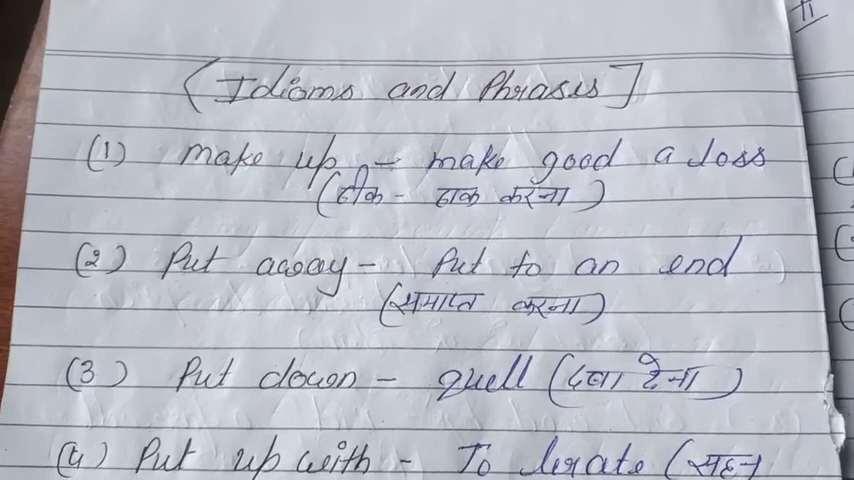 (Idioms and Phrases]
(1) make up - make good a loss
(ठीक - ठाक करना)
(2) Put away - Put to an end
(समाप्त करना)
(3) Put down - quell (दबा देना)
(4) Put up with - To lerate (सहन